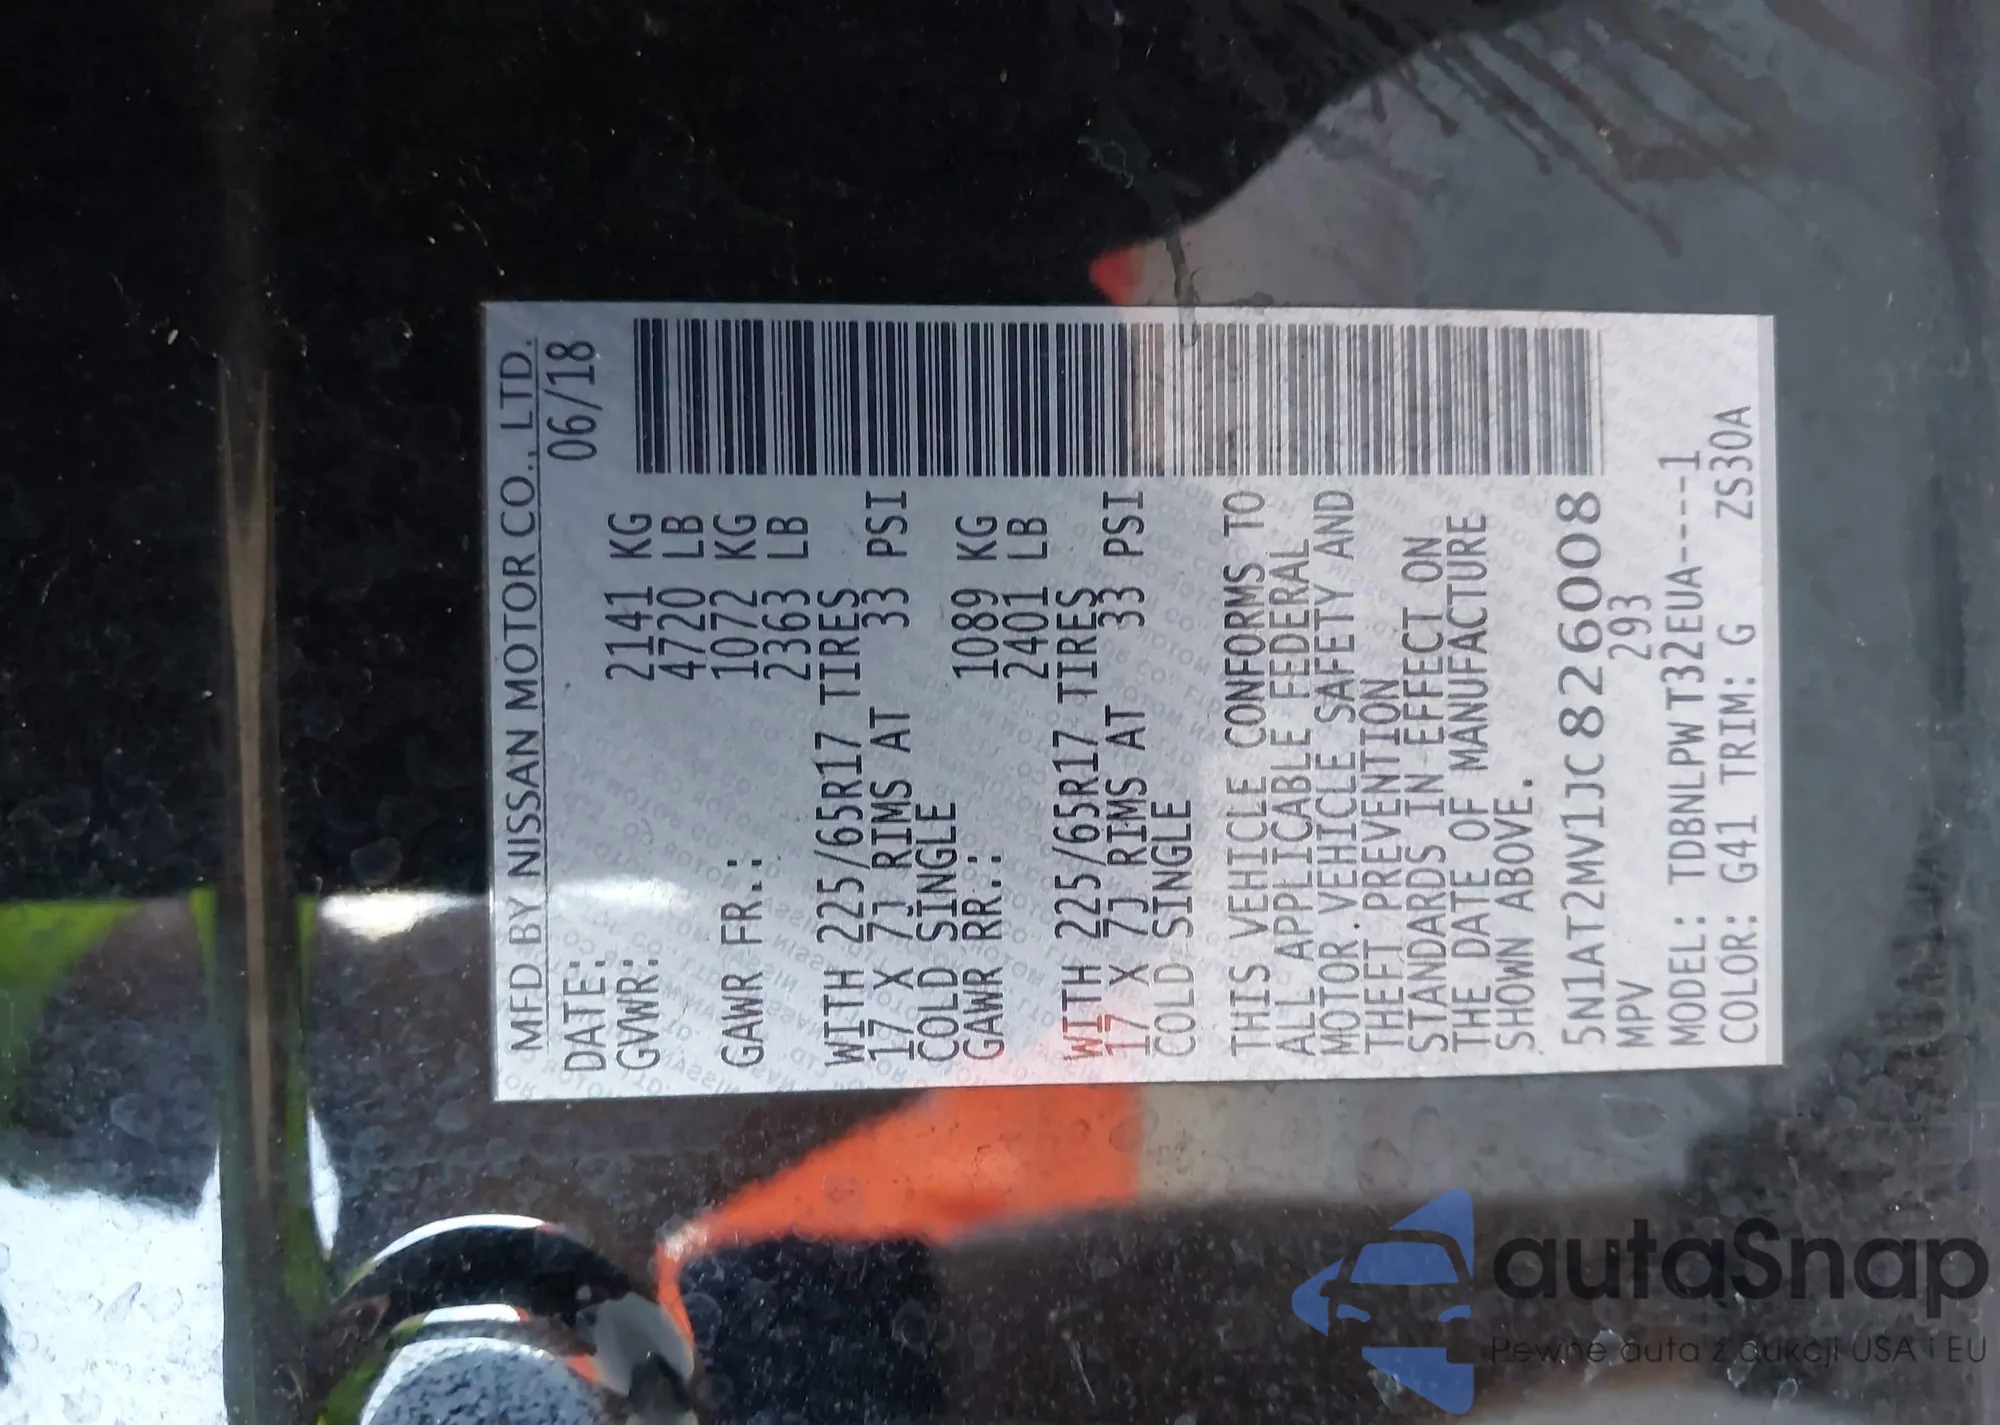 MFD BY NISSAN MOTOR CO., LTD.
DATE: 06/18
GVWR: 2141 KG
4720 LB
GAWR FR.: 1072 KG
2363 LB
WITH 225/65R17 TIRES
17 X 7J RIMS AT 33 PSI
COLD SINGLE
GAWR RR.: 1089 KG
2401 LB
WITH 225/65R17 TIRES
17 X 7J RIMS AT 33 PSI
COLD SINGLE
THIS VEHICLE CONFORMS TO
ALL APPLICABLE FEDERAL
MOTOR VEHICLE SAFETY AND
THEFT PREVENTION
STANDARDS IN EFFECT ON
THE DATE OF MANUFACTURE
SHOWN ABOVE.
5N1AT2MV1JC826008
MPV 293
MODEL: TDBNLPW T32EUA----1
COLOR: G41 TRIM: G ZS30A
autaSnap
Pewne auta z aukcji USA i EU